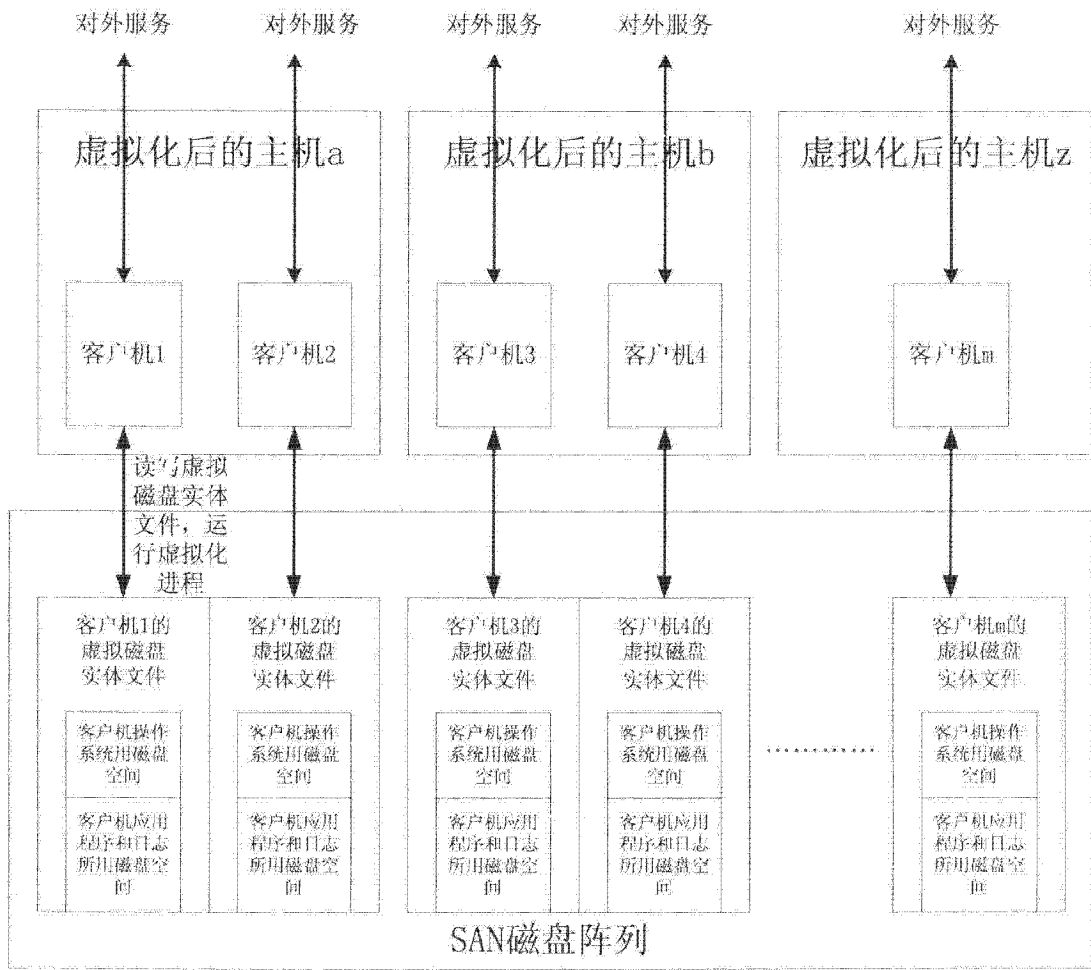 对外服务
对外服务
对外服务
对外服务
对外服务
虚拟化后的主机a
虚拟化后的主机b
虚拟化后的主机z
客户机1
客户机2
客户机3
客户机4
客户机m
读写虚拟
磁盘实体
文件，运
行虚拟化
进程
客户机1的
虚拟磁盘
实体文件
客户机2的
虚拟磁盘
实体文件
客户机3的
虚拟磁盘
实体文件
客户机4的
虚拟磁盘
实体文件
客户机m的
虚拟磁盘
实体文件
客户机操作
系统用磁盘
空间
客户机操作
系统用磁盘
空间
客户机操作
系统用磁盘
空间
客户机操作
系统用磁盘
空间
客户机操作
系统用磁盘
空间
客户机应用
程序和日志
所用磁盘空
间
客户机应用
程序和日志
所用磁盘空
间
客户机应用
程序和日志
所用磁盘空
间
客户机应用
程序和日志
所用磁盘空
间
客户机应用
程序和日志
所用磁盘空
间
SAN磁盘阵列